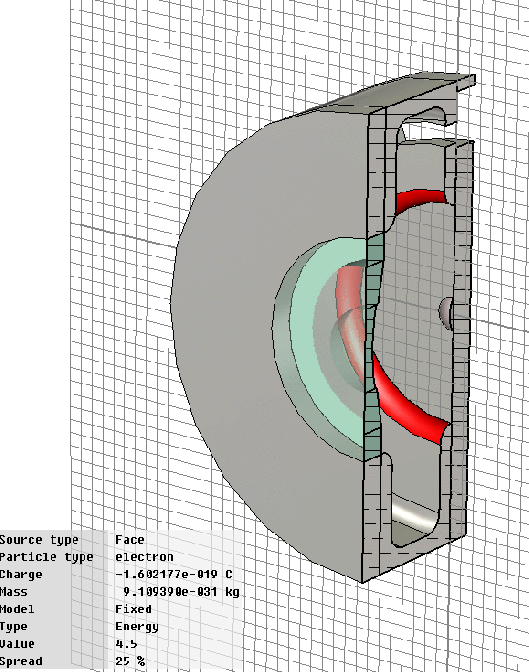 Source type Face
Particle type electron
Charge -1.602177e-019 C
Mass 9.109390e-031 kg
Model Fixed
Type Energy
Value 4.5
Spread 25 %